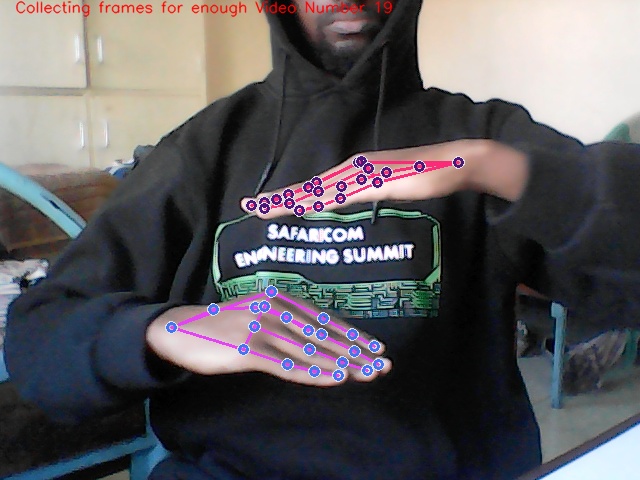 Collecting frames for enough Video Number 19
SAFARICOM
ENGINEERING SUMMIT